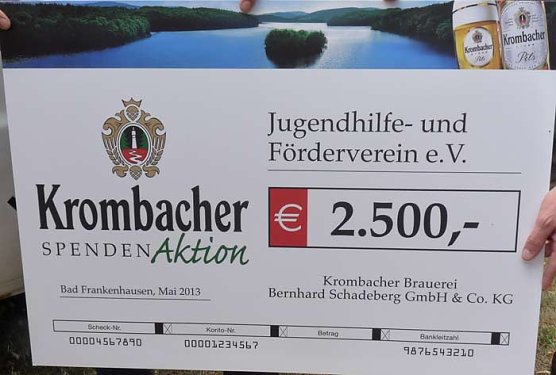 Krombacher
Pils
Krombacher
Pils
Jugendhilfe- und
Förderverein e.V.
Krombacher
SPENDEN Aktion
€ 2.500,-
Bad Frankenhausen, Mai 2013
Krombacher Brauerei
Bernhard Schadeberg GmbH & Co. KG
Scheck-Nr. Konto-Nr. Betrag Bankleitzahl
00004567890 00001234567 9876543210